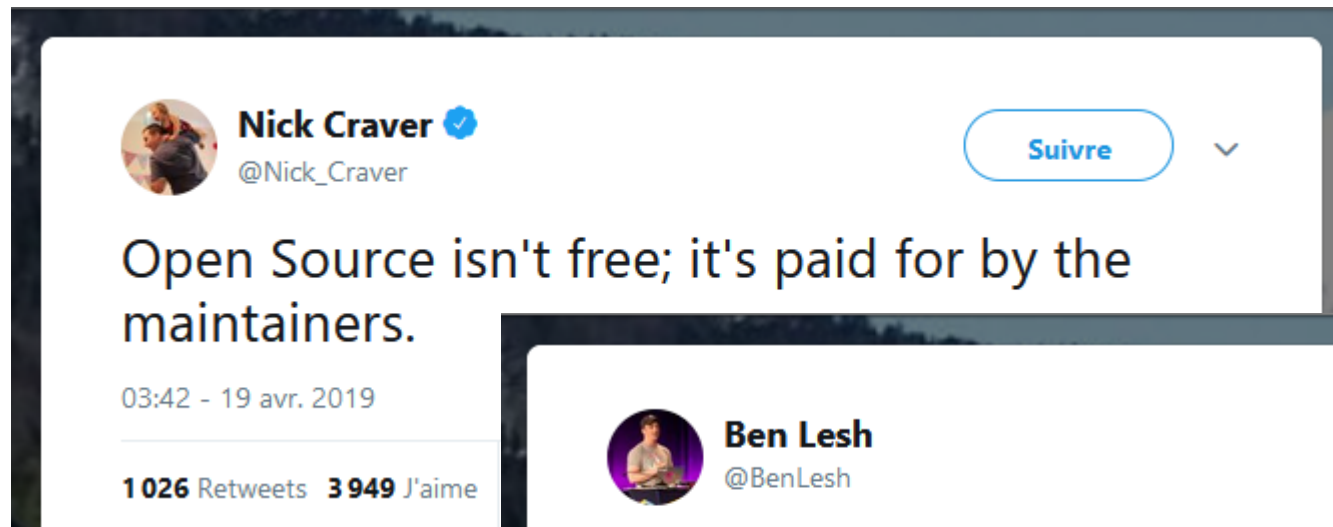 Nick Craver
@Nick_Craver
Suivre
Open Source isn't free; it's paid for by the
maintainers.
03:42 - 19 avr. 2019
1 026 Retweets 3 949 J'aime
Ben Lesh
@BenLesh